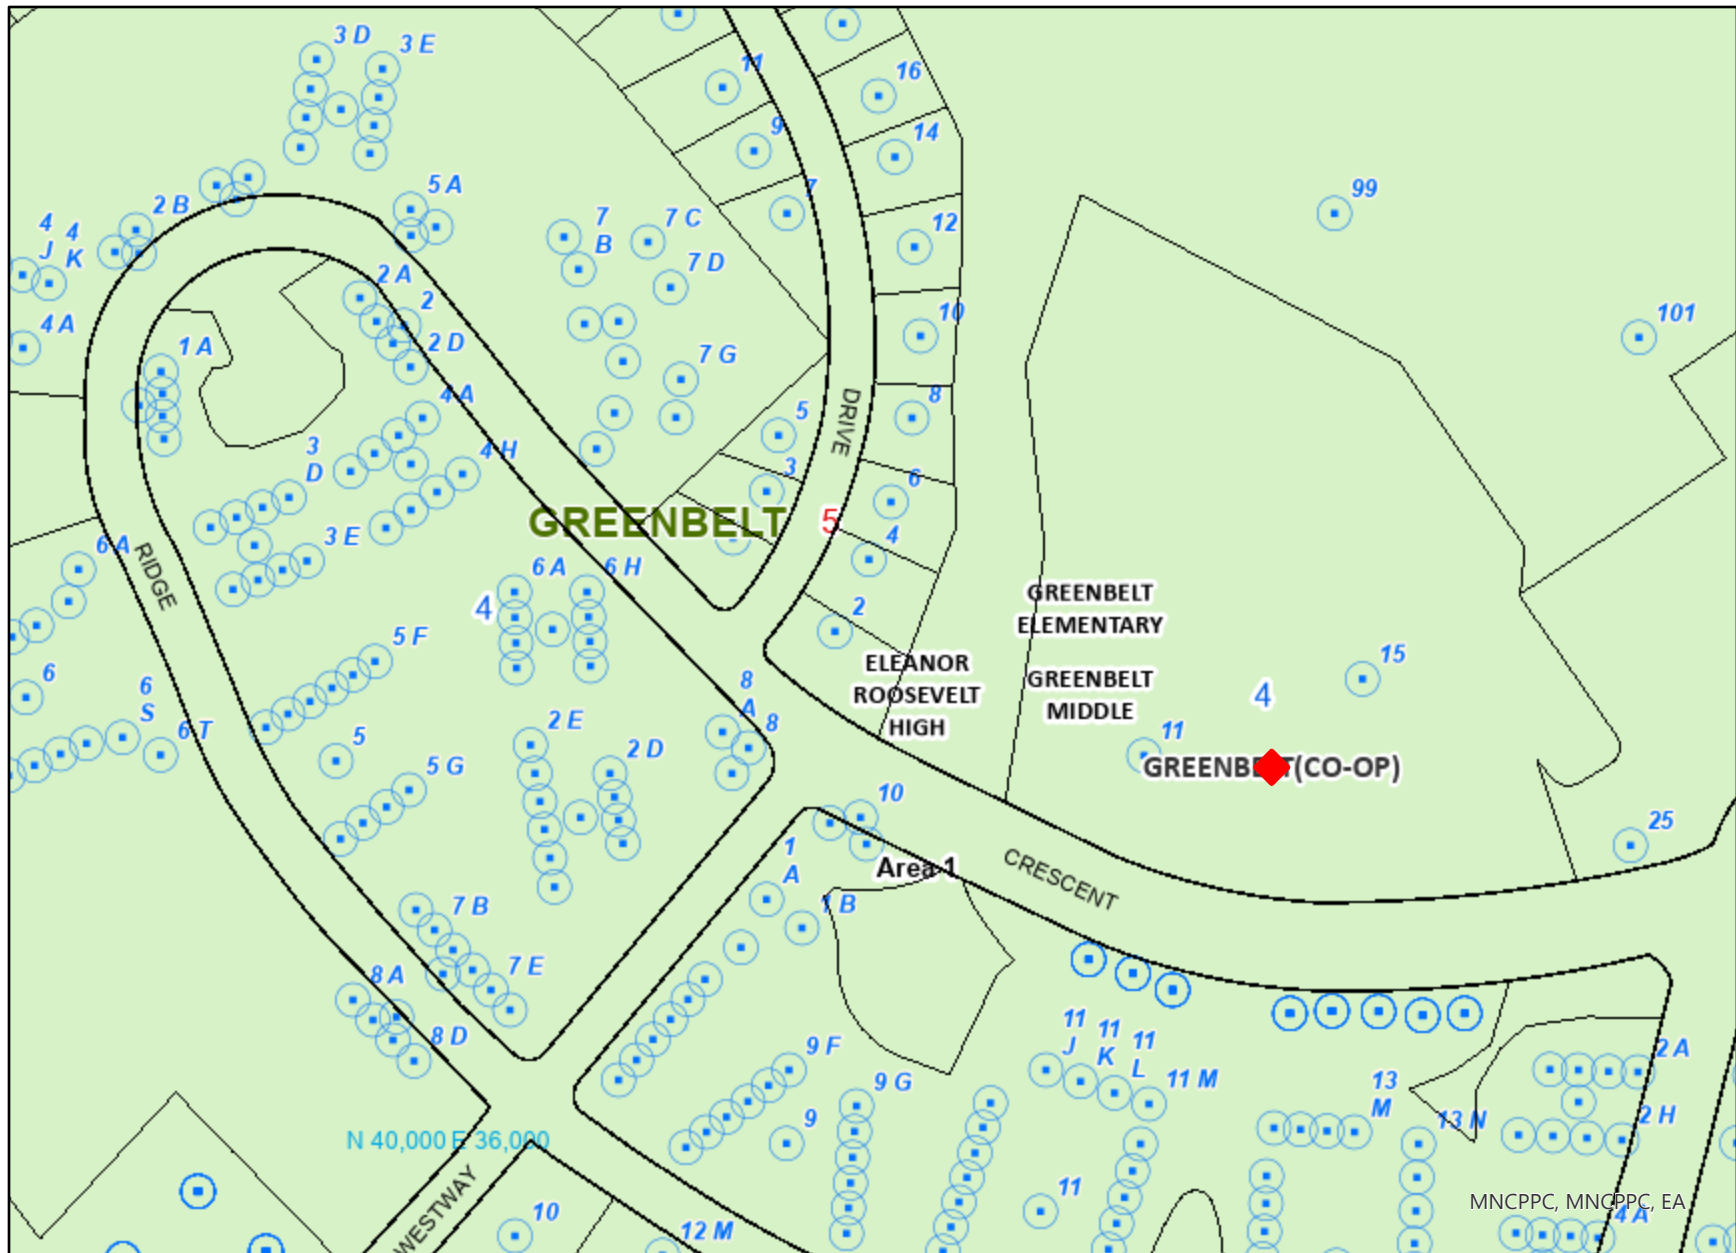 3 D
3 E
11
16
9
14
7
5 A
2 B
4
J
4
K
7
B
7 C
7 D
12
99
2 A
2
2 D
4 A
1 A
7 G
10
101
8
4 A
4 H
3
D
5
3
6
DRIVE
GREENBELT
5
4
3 E
6 A
RIDGE
6 A
6 H
4
2
GREENBELT
ELEMENTARY
ELEANOR
ROOSEVELT
HIGH
GREENBELT
MIDDLE
5 F
15
4
6
6
S
6 T
8
A
8
11
GREENBELT(CO-OP)
2 E
2 D
5
5 G
10
25
1
A
Area 1
CRESCENT
1 B
7 B
7 E
8 A
8 D
9 F
9 G
9
11
J
11
K
11
L
11 M
13
M
13 N
2 A
2 H
N 40,000 E 36,000
WESTWAY
10
12 M
11
MNCPPC, MNCPPC, EA
4 A